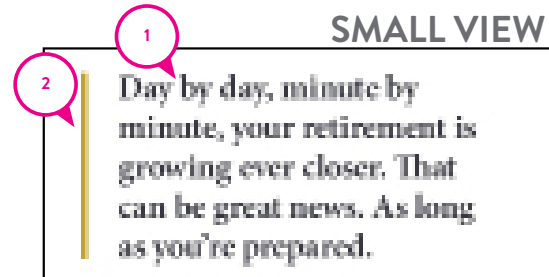 SMALL VIEW
1
2
Day by day, minute by
minute, your retirement is
growing ever closer. That
can be great news. As long
as you're prepared.